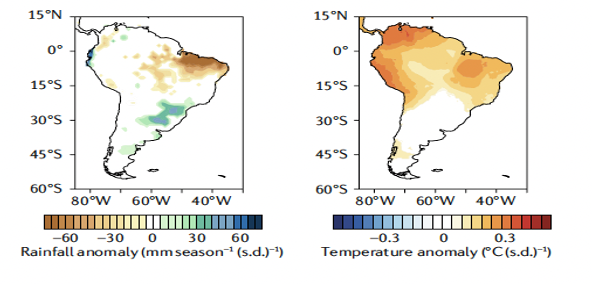 15°N
0°
15°S
30°S
45°S
60°S
80°W 60°W 40°W
−60 −30 0 30 60
Rainfall anomaly (mm season⁻¹ (s.d.)⁻¹)
15°N
0°
15°S
30°S
45°S
60°S
80°W 60°W 40°W
−0.3 0 0.3
Temperature anomaly (°C (s.d.)⁻¹)